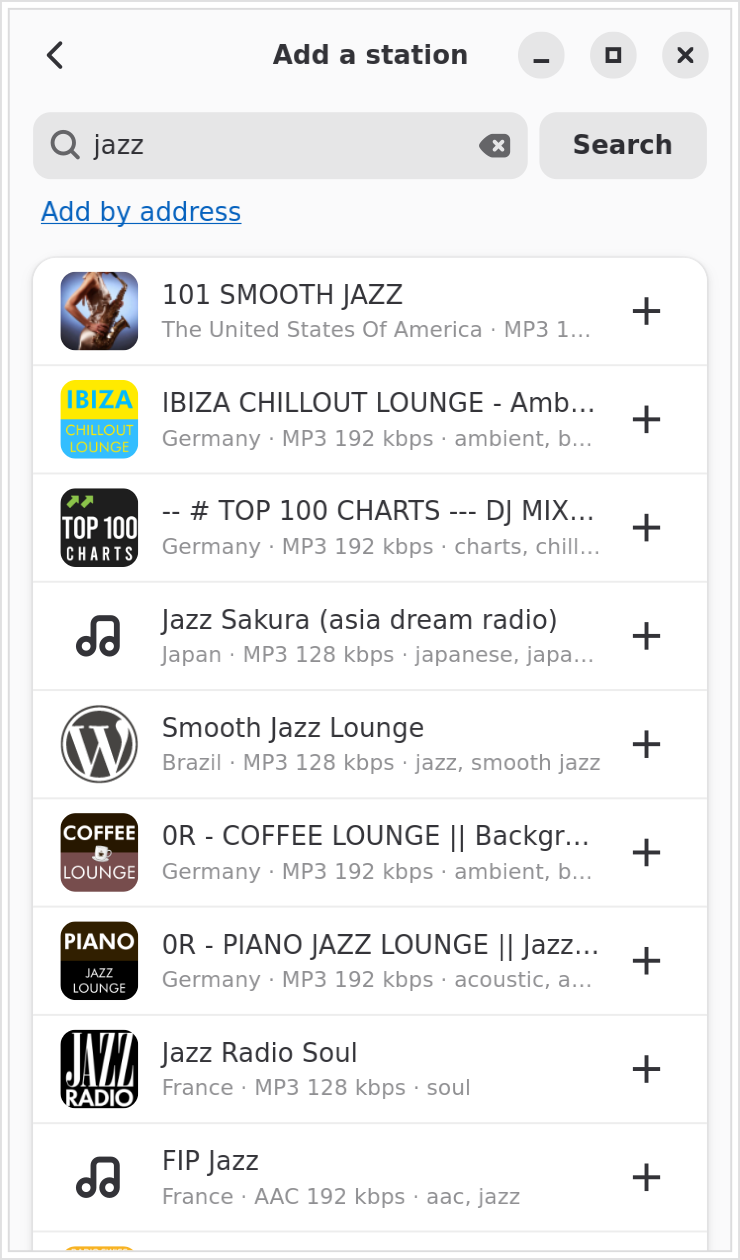 Add a station
jazz
Search
Add by address
101 SMOOTH JAZZ
The United States Of America · MP3 1…
IBIZA
CHILLOUT
LOUNGE
IBIZA CHILLOUT LOUNGE - Amb…
Germany · MP3 192 kbps · ambient, b…
TOP 100
CHARTS
-- # TOP 100 CHARTS --- DJ MIX…
Germany · MP3 192 kbps · charts, chill…
Jazz Sakura (asia dream radio)
Japan · MP3 128 kbps · japanese, japa…
W
Smooth Jazz Lounge
Brazil · MP3 128 kbps · jazz, smooth jazz
COFFEE
LOUNGE
0R - COFFEE LOUNGE || Backgr…
Germany · MP3 192 kbps · ambient, b…
PIANO
JAZZ
LOUNGE
0R - PIANO JAZZ LOUNGE || Jazz…
Germany · MP3 192 kbps · acoustic, a…
JAZZ
RADIO
Jazz Radio Soul
France · MP3 128 kbps · soul
FIP Jazz
France · AAC 192 kbps · aac, jazz